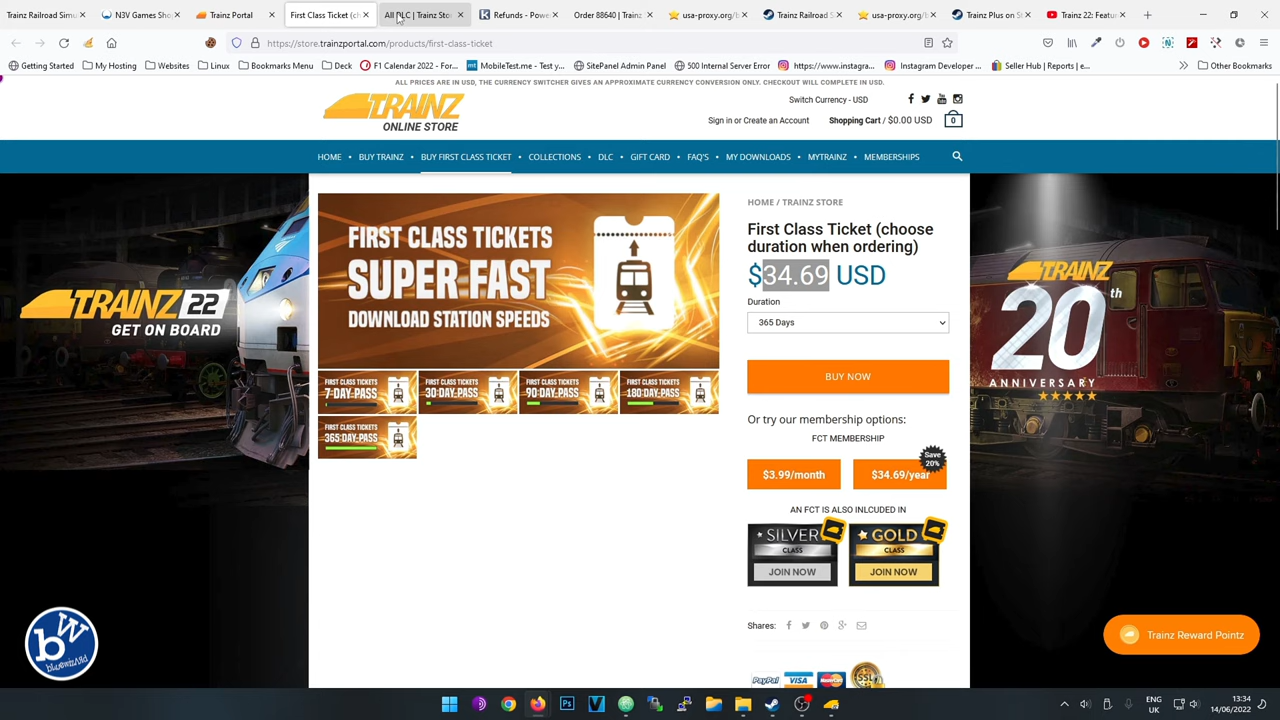 Trainz Railroad Simu
N3V Games Shop
Trainz Portal
First Class Ticket (ch
All DLC | Trainz Stor
Refunds - Powe
Order 88640 | Trainz
usa-proxy.org/b
Trainz Railroad S
usa-proxy.org/b
Trainz Plus on St
Trainz 22: Featu
https://store.trainzportal.com/products/first-class-ticket
Getting Started
My Hosting
Websites
Linux
Bookmarks Menu
Deck
F1 Calendar 2022 - For...
MobileTest.me - Test y...
SitePanel Admin Panel
500 Internal Server Error
https://www.instagra...
Instagram Developer ...
Seller Hub | Reports | e...
Other Bookmarks
ALL PRICES ARE IN USD, THE CURRENCY SWITCHER GIVES AN APPROXIMATE CURRENCY CONVERSION ONLY. CHECKOUT WILL COMPLETE IN USD.
TRAINZ
ONLINE STORE
Switch Currency - USD
Sign in or Create an Account
Shopping Cart / $0.00 USD
0
HOME • BUY TRAINZ • BUY FIRST CLASS TICKET • COLLECTIONS • DLC • GIFT CARD • FAQ'S • MY DOWNLOADS • MYTRAINZ • MEMBERSHIPS
TRAINZ 22
GET ON BOARD
FIRST CLASS TICKETS
SUPER FAST
DOWNLOAD STATION SPEEDS
FIRST CLASS TICKETS
7-DAY-PASS
FIRST CLASS TICKETS
30-DAY-PASS
FIRST CLASS TICKETS
90-DAY-PASS
FIRST CLASS TICKETS
180-DAY-PASS
FIRST CLASS TICKETS
365-DAY-PASS
HOME / TRAINZ STORE
First Class Ticket (choose
duration when ordering)
$34.69 USD
Duration
365 Days
BUY NOW
Or try our membership options:
FCT MEMBERSHIP
Save
20%
$3.99/month
$34.69/year
AN FCT IS ALSO INLCUDED IN
SILVER
CLASS
JOIN NOW
GOLD
CLASS
JOIN NOW
Shares:
PayPal
VISA
MasterCard
SSL
TRAINZ
20th
ANNIVERSARY
Trainz Reward Pointz
ENG
UK
13:34
14/06/2022